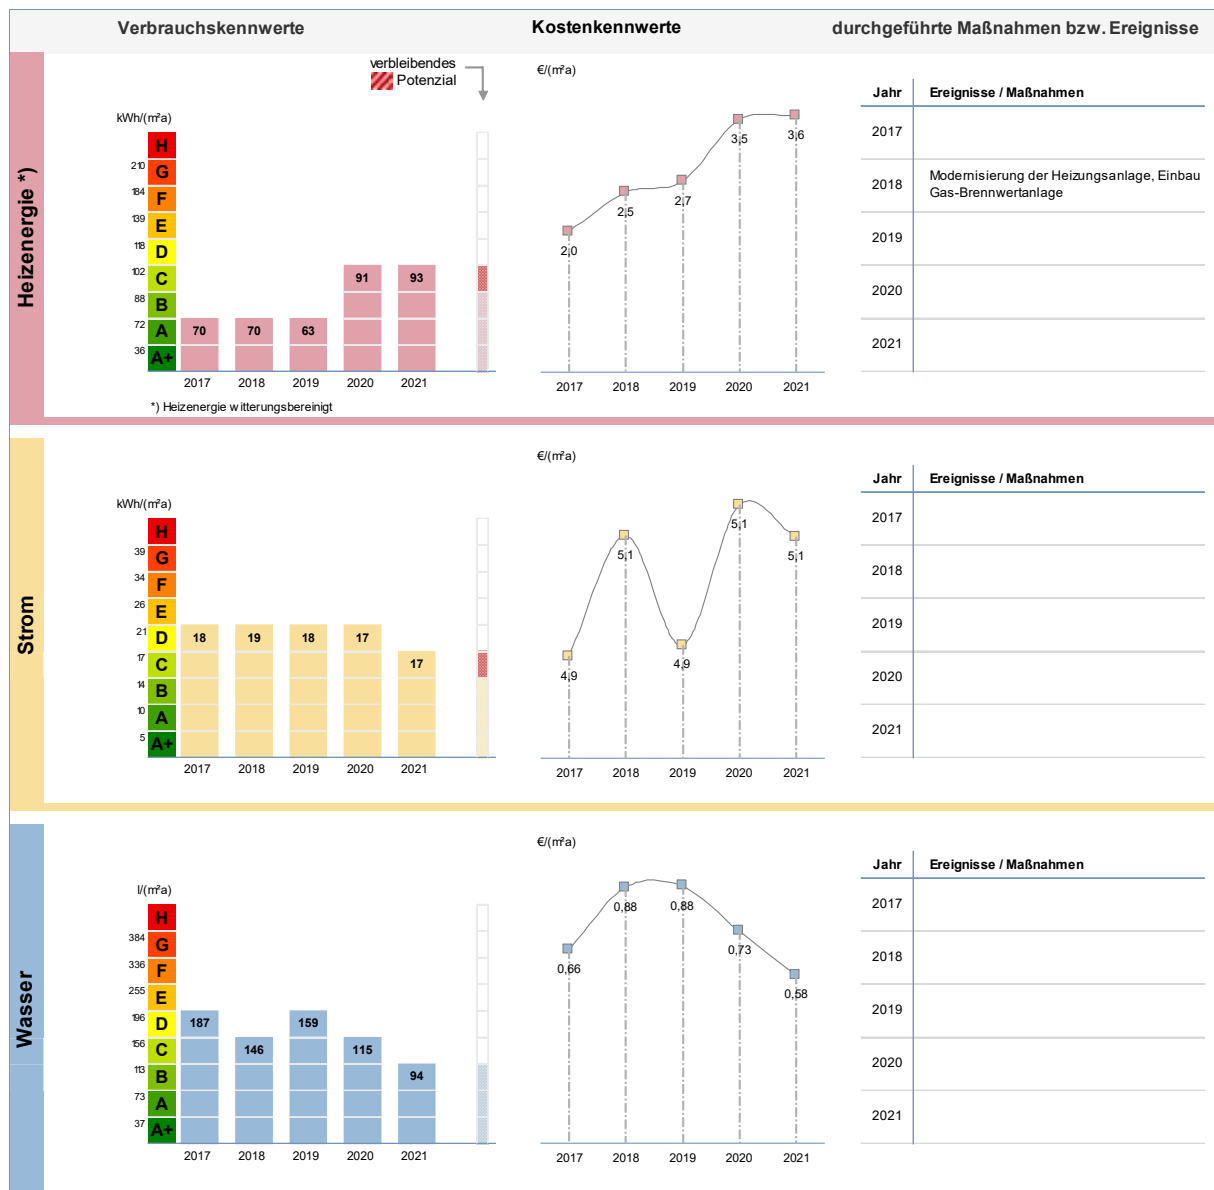 Verbrauchskennwerte
Kostenkennwerte
durchgeführte Maßnahmen bzw. Ereignisse
Heizenergie *)
verbleibendes
Potenzial
kWh/(m²a)
H
210
G
184
F
139
E
118
D
102
C
88
B
72
A
36
A+
70
70
63
91
93
2017
2018
2019
2020
2021
*) Heizenergie witterungsbereinigt
€/(m²a)
2,0
2,5
2,7
3,5
3,6
2017
2018
2019
2020
2021
Jahr Ereignisse / Maßnahmen
2017
2018 Modernisierung der Heizungsanlage, Einbau
Gas-Brennwertanlage
2019
2020
2021
Strom
kWh/(m²a)
H
39
G
34
F
26
E
21
D
17
C
14
B
10
A
5
A+
18
19
18
17
17
2017
2018
2019
2020
2021
€/(m²a)
4,9
5,1
4,9
5,1
5,1
2017
2018
2019
2020
2021
Jahr Ereignisse / Maßnahmen
2017
2018
2019
2020
2021
Wasser
l/(m²a)
H
384
G
336
F
255
E
196
D
156
C
113
B
73
A
37
A+
187
146
159
115
94
2017
2018
2019
2020
2021
€/(m²a)
0,66
0,88
0,88
0,73
0,58
2017
2018
2019
2020
2021
Jahr Ereignisse / Maßnahmen
2017
2018
2019
2020
2021